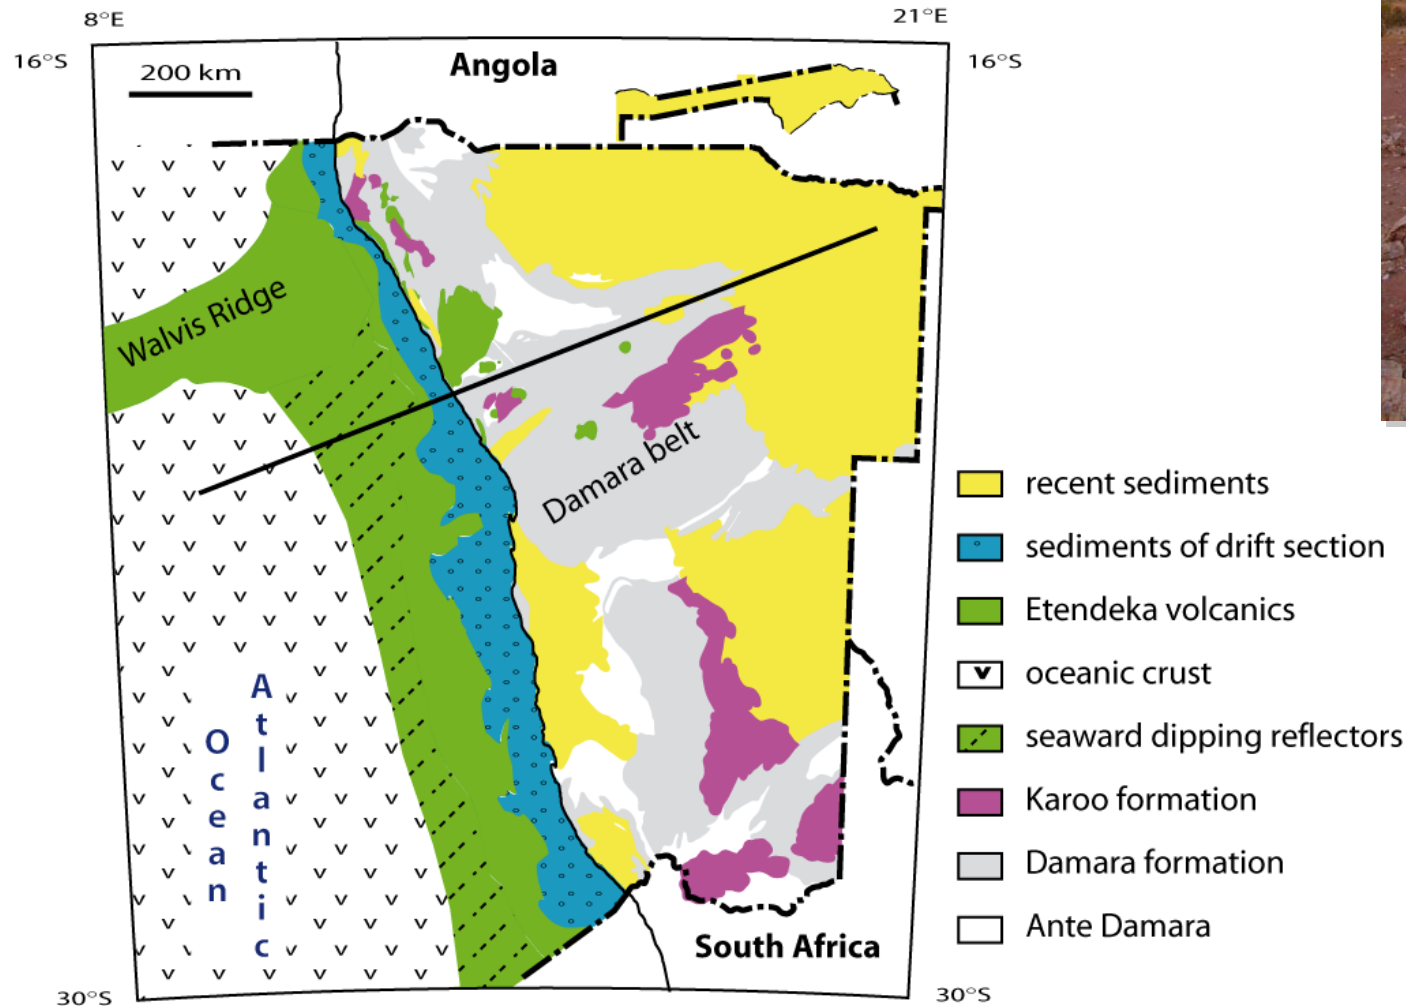 8°E
21°E
16°S
16°S
200 km
Angola
Walvis Ridge
Damara belt
Atlantic
Ocean
recent sediments
sediments of drift section
Etendeka volcanics
v oceanic crust
seaward dipping reflectors
Karoo formation
Damara formation
Ante Damara
South Africa
30°S
30°S